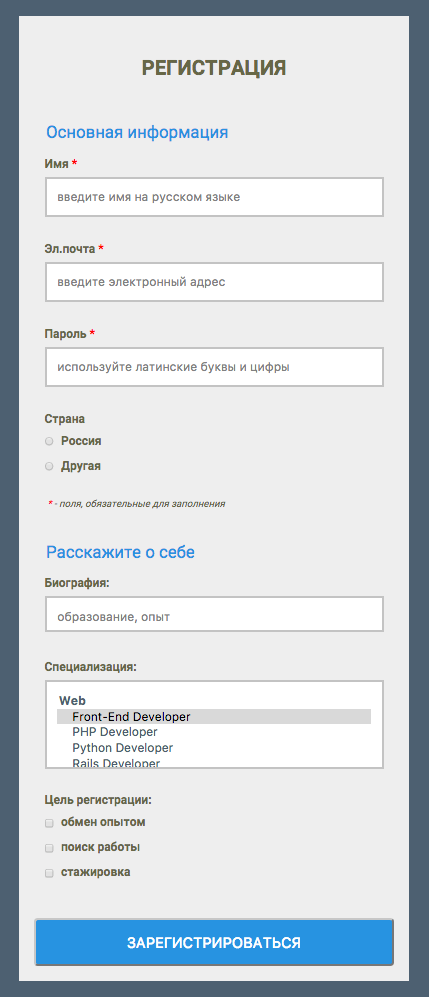 РЕГИСТРАЦИЯ
Основная информация
Имя *
введите имя на русском языке
Эл.почта *
введите электронный адрес
Пароль *
используйте латинские буквы и цифры
Страна
Россия
Другая
* - поля, обязательные для заполнения
Расскажите о себе
Биография:
образование, опыт
Специализация:
Web
Front-End Developer
PHP Developer
Python Developer
Rails Developer
Цель регистрации:
обмен опытом
поиск работы
стажировка
ЗАРЕГИСТРИРОВАТЬСЯ